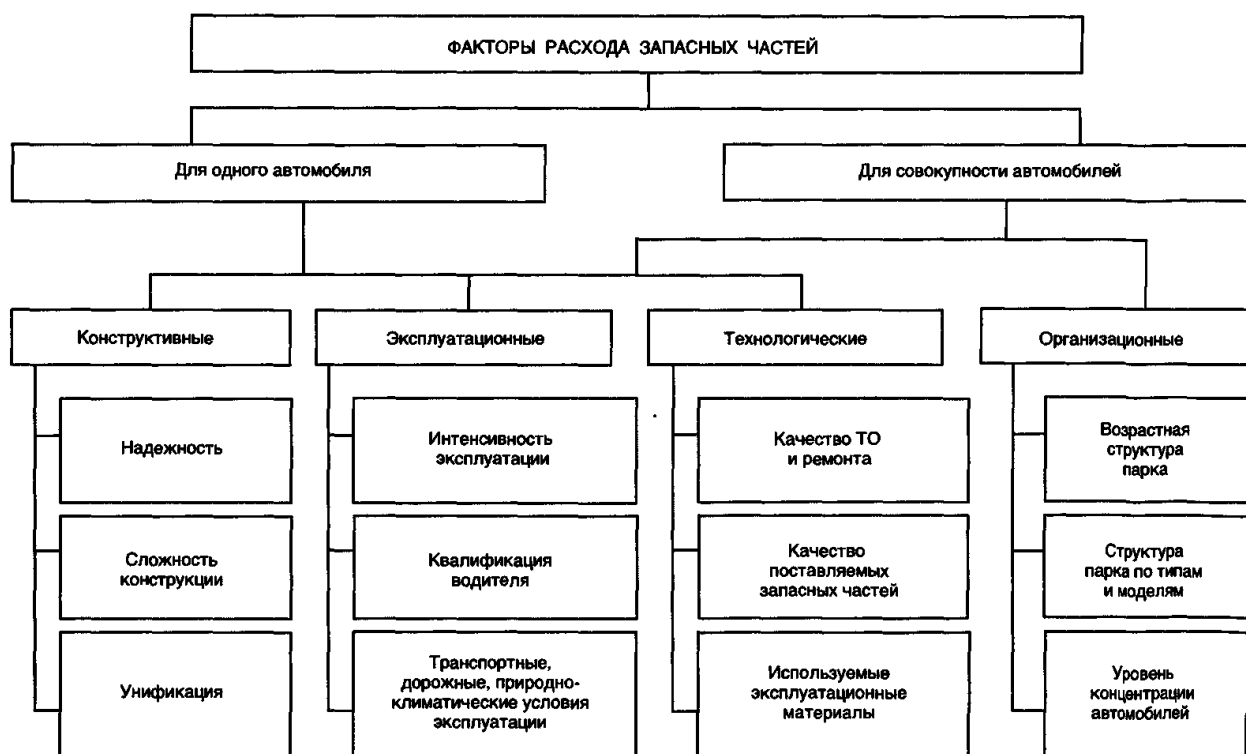 ФАКТОРЫ РАСХОДА ЗАПАСНЫХ ЧАСТЕЙ
Для одного автомобиля
Для совокупности автомобилей
Конструктивные
Эксплуатационные
Технологические
Организационные
Надежность
Интенсивность
эксплуатации
Качество ТО
и ремонта
Возрастная
структура
парка
Сложность
конструкции
Квалификация
водителя
Качество
поставляемых
запасных частей
Структура
парка по типам
и моделям
Унификация
Транспортные,
дорожные, природно-
климатические условия
эксплуатации
Используемые
эксплуатационные
материалы
Уровень
концентрации
автомобилей